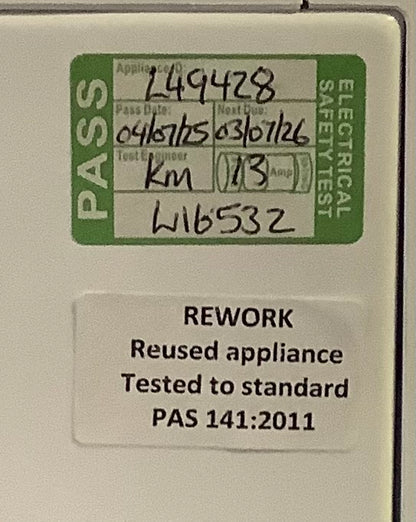 PASS
Appliance ID:
L49428
Pass Date:
Next Due:
04/07/25
03/07/26
Test Engineer
KM
13
Amp
L16532
ELECTRICAL
SAFETY TEST
REWORK
Reused appliance
Tested to standard
PAS 141:2011